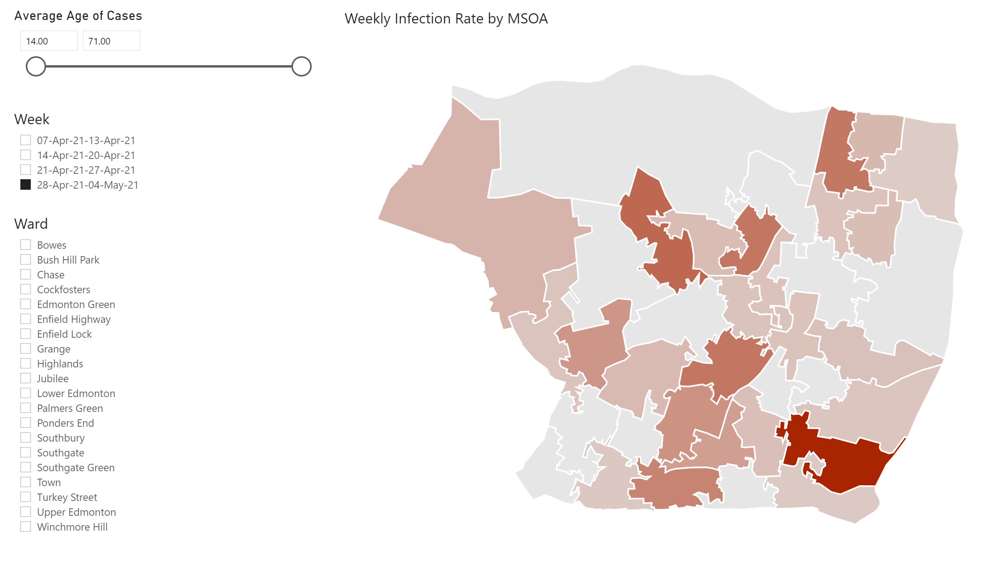 Average Age of Cases
14.00 71.00
Week
07-Apr-21-13-Apr-21
14-Apr-21-20-Apr-21
21-Apr-21-27-Apr-21
28-Apr-21-04-May-21
Ward
Bowes
Bush Hill Park
Chase
Cockfosters
Edmonton Green
Enfield Highway
Enfield Lock
Grange
Highlands
Jubilee
Lower Edmonton
Palmers Green
Ponders End
Southbury
Southgate
Southgate Green
Town
Turkey Street
Upper Edmonton
Winchmore Hill
Weekly Infection Rate by MSOA